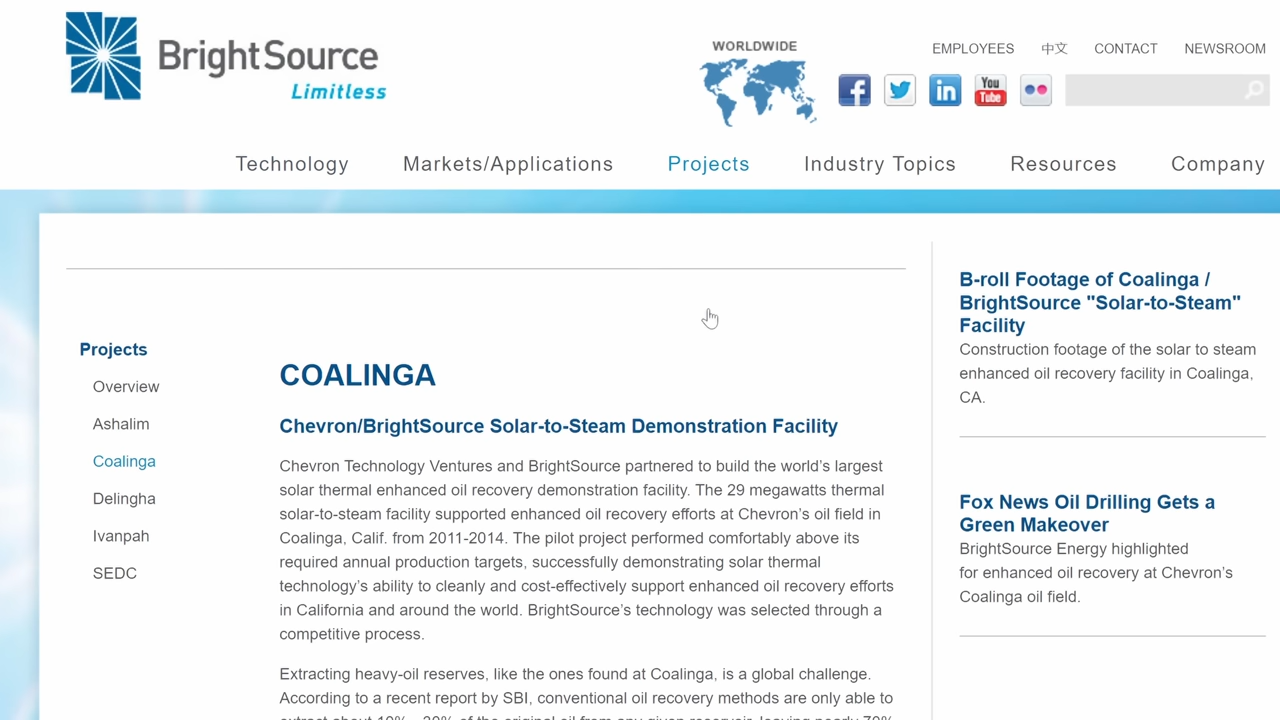 BrightSource
Limitless
WORLDWIDE
EMPLOYEES
中文
CONTACT
NEWSROOM
You
Tube
Technology
Markets/Applications
Projects
Industry Topics
Resources
Company
Projects
Overview
Ashalim
Coalinga
Delingha
Ivanpah
SEDC
COALINGA
Chevron/BrightSource Solar-to-Steam Demonstration Facility
Chevron Technology Ventures and BrightSource partnered to build the world’s largest
solar thermal enhanced oil recovery demonstration facility. The 29 megawatts thermal
solar-to-steam facility supported enhanced oil recovery efforts at Chevron’s oil field in
Coalinga, Calif. from 2011-2014. The pilot project performed comfortably above its
required annual production targets, successfully demonstrating solar thermal
technology’s ability to cleanly and cost-effectively support enhanced oil recovery efforts
in California and around the world. BrightSource’s technology was selected through a
competitive process.
Extracting heavy-oil reserves, like the ones found at Coalinga, is a global challenge.
According to a recent report by SBI, conventional oil recovery methods are only able to
of the original oil from any given
B-roll Footage of Coalinga /
BrightSource "Solar-to-Steam"
Facility
Construction footage of the solar to steam
enhanced oil recovery facility in Coalinga,
CA.
Fox News Oil Drilling Gets a
Green Makeover
BrightSource Energy highlighted
for enhanced oil recovery at Chevron’s
Coalinga oil field.